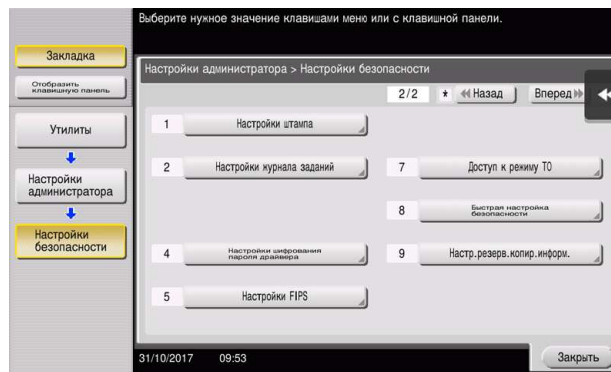 Выберите нужное значение клавишами меню или с клавишной панели.
Закладка
Отобразить
клавишную панель
Утилиты
Настройки
администратора
Настройки
безопасности
Настройки администратора > Настройки безопасности
2/2 * Назад Вперед
1 Настройки штампа
2 Настройки журнала заданий
7 Доступ к режиму ТО
8 Быстрая настройка
безопасности
4 Настройки шифрования
пароля драйвера
9 Настр.резерв.копир.информ.
5 Настройки FIPS
31/10/2017 09:53
Закрыть